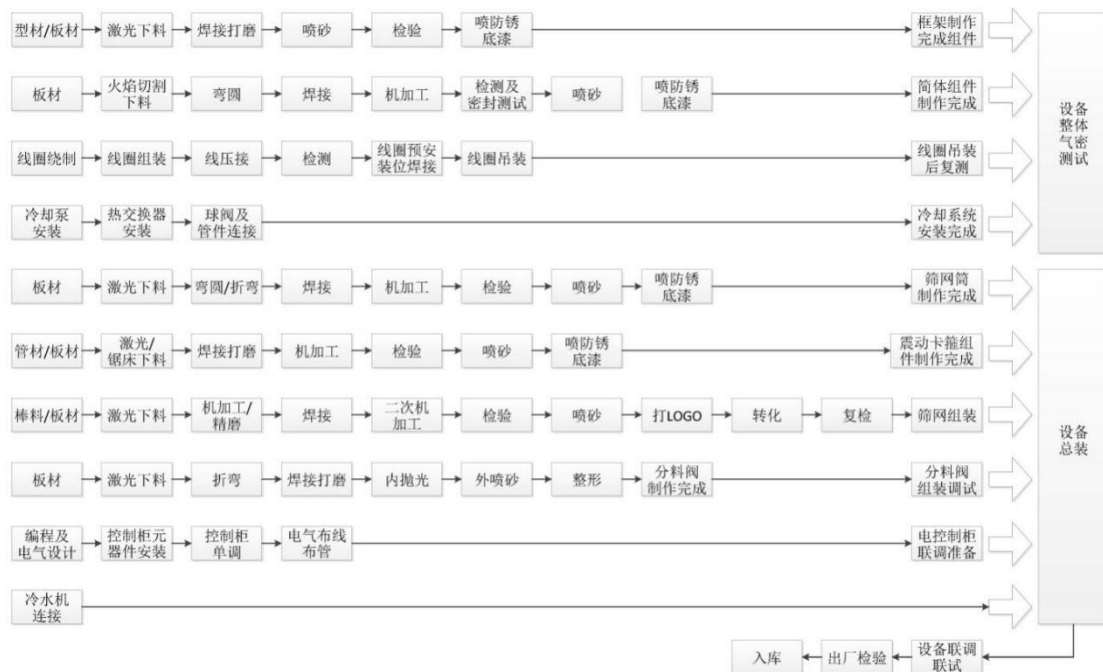 型材/板材
激光下料
焊接打磨
喷砂
检验
喷防锈
底漆
框架制作
完成组件
板材
火焰切割
下料
弯圆
焊接
机加工
检测及
密封测试
喷砂
喷防锈
底漆
简体组件
制作完成
线圈绕制
线圈组装
线压接
检测
线圈预安
装位焊接
线圈吊装
线圈吊装
后复测
冷却泵
安装
热交换器
安装
球阀及
管件连接
冷却系统
安装完成
设备
整体
气密
测试
板材
激光下料
弯圆/折弯
焊接
机加工
检验
喷砂
喷防锈
底漆
筛网筒
制作完成
管材/板材
激光/
锯床下料
焊接打磨
机加工
检验
喷砂
喷防锈
底漆
震动卡箍组
件制作完成
棒料/板材
激光下料
机加工/
精磨
焊接
二次机
加工
检验
喷砂
打LOGO
转化
复检
筛网组装
板材
激光下料
折弯
焊接打磨
内抛光
外喷砂
整形
分料阀
制作完成
分料阀
组装调试
编程及
电气设计
控制柜元
器件安装
控制柜
单调
电气布线
布管
电控制柜
联调准备
冷水机
连接
设备
总装
入库
出厂检验
设备联调
联试